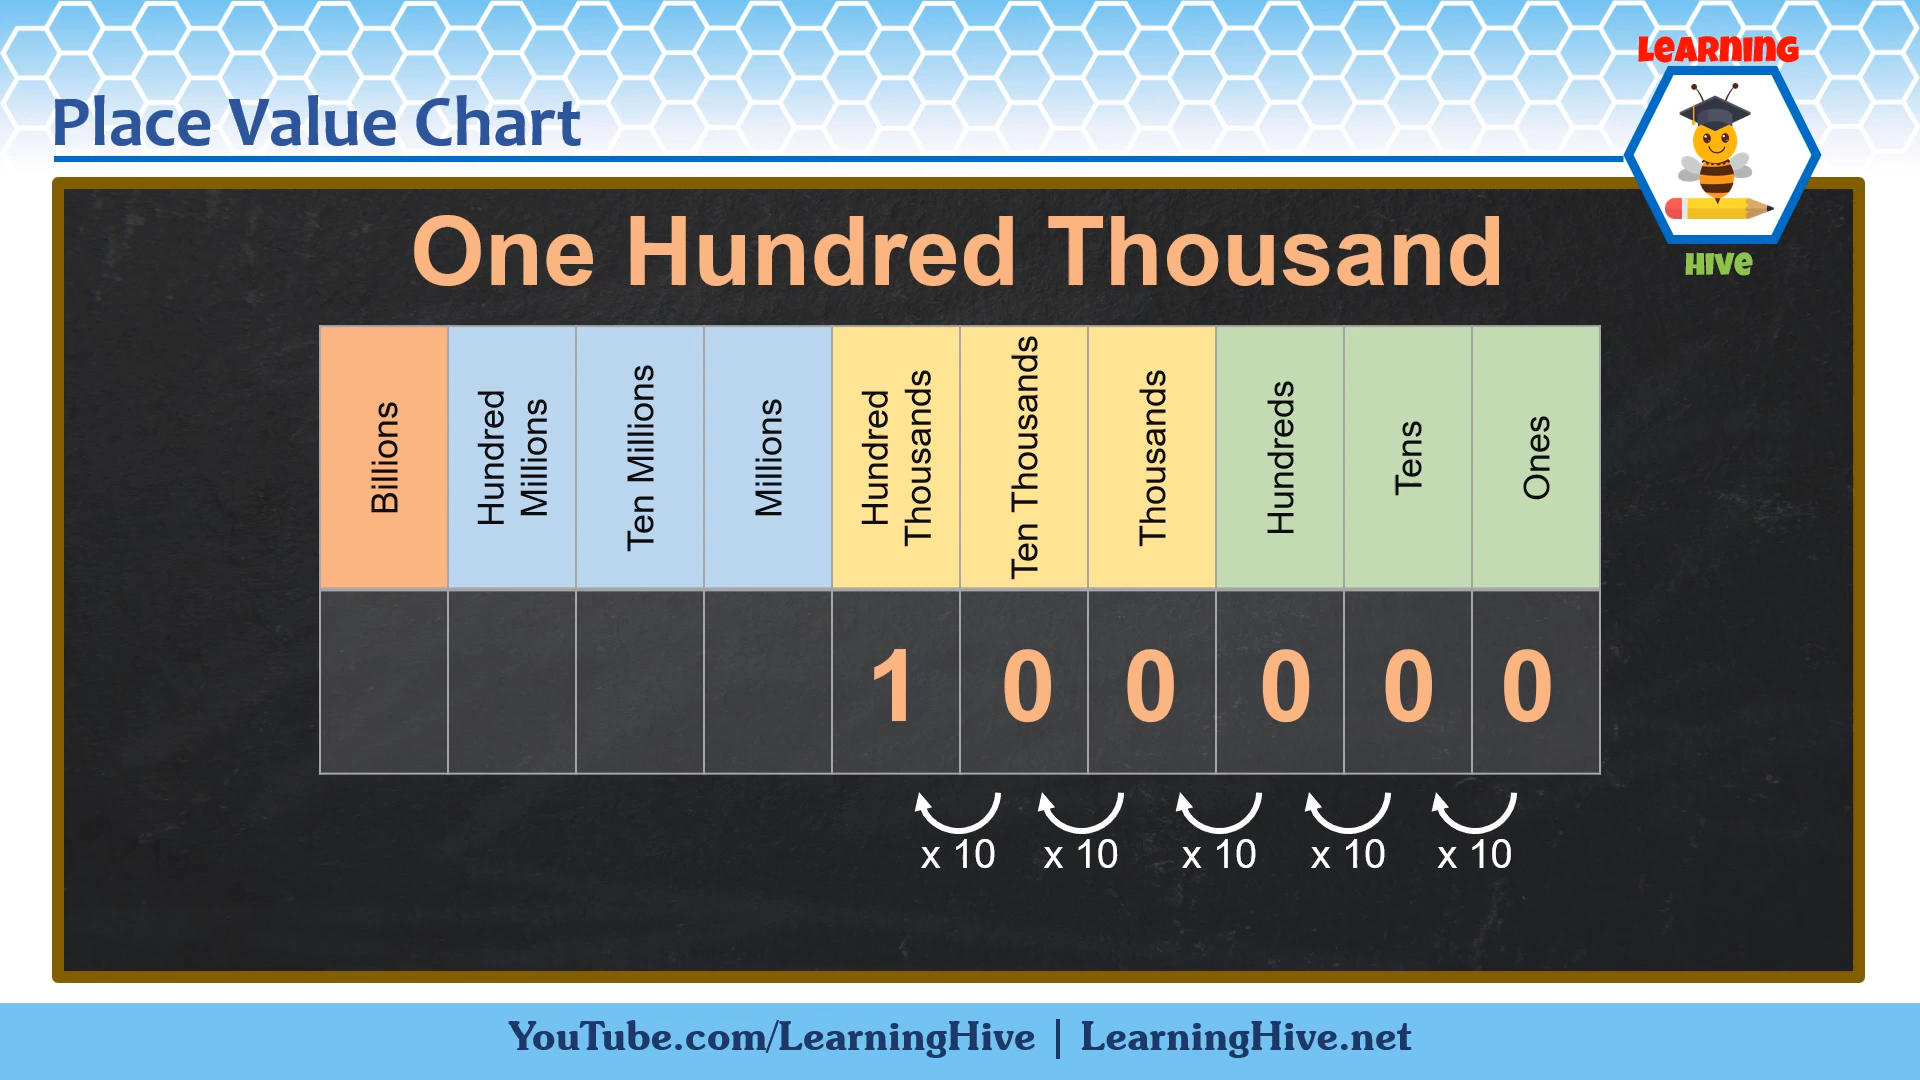 Learning
Place Value Chart
Hive
One Hundred Thousand
Billions
Hundred
Millions
Ten Millions
Millions
Hundred
Thousands
Ten Thousands
Thousands
Hundreds
Tens
Ones
1 0 0 0 0 0
x 10 x 10 x 10 x 10 x 10
YouTube.com/LearningHive | LearningHive.net